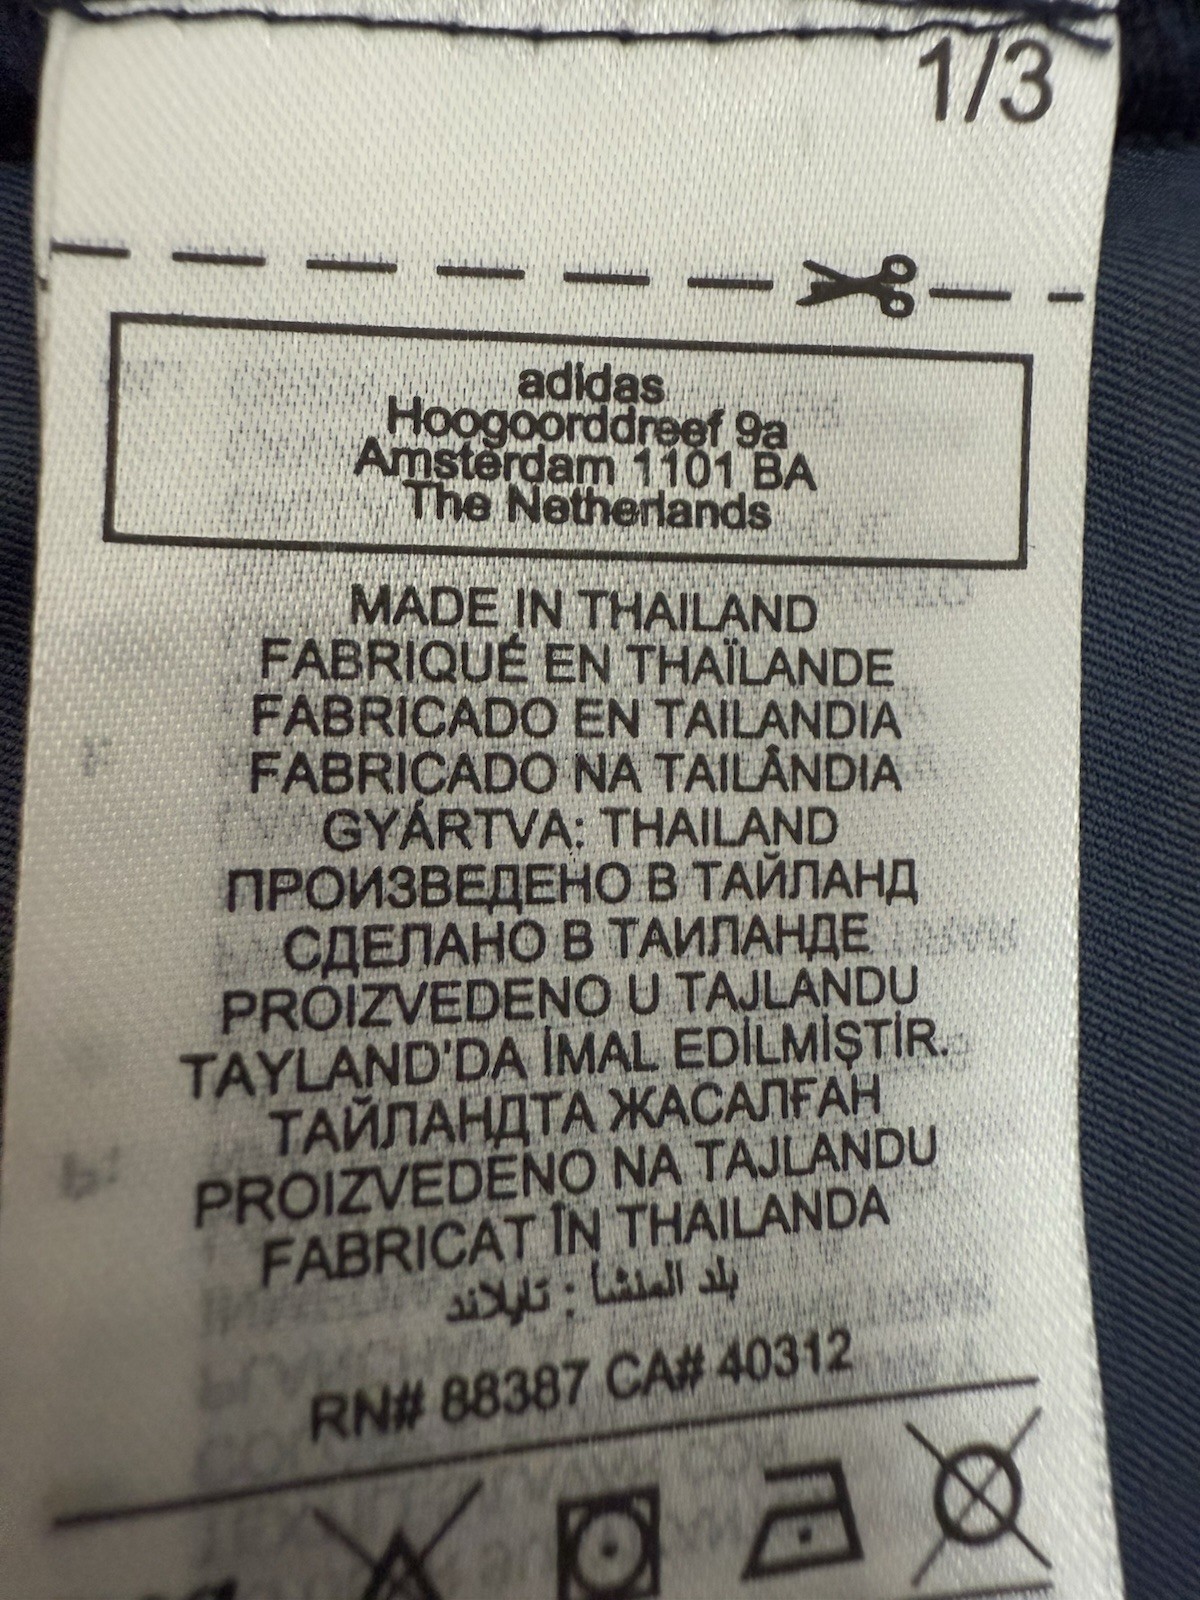 1/3
adidas
Hoogoorddreef 9a
Amsterdam 1101 BA
The Netherlands
MADE IN THAILAND
FABRIQUÉ EN THAÏLANDE
FABRICADO EN TAILANDIA
FABRICADO NA TAILÂNDIA
GYÁRTVA: THAILAND
ПРОИЗВЕДЕНО В ТАЙЛАНД
СДЕЛАНО В ТАИЛАНДЕ
PROIZVEDENO U TAJLANDU
TAYLAND'DA İMAL EDİLMİŞTİR.
ТАЙЛАНДТА ЖАСАЛҒАН
PROIZVEDENO NA TAJLANDU
FABRICAT ÎN THAILANDA
بلد المنشا : تايلاند
RN# 88387 CA# 40312